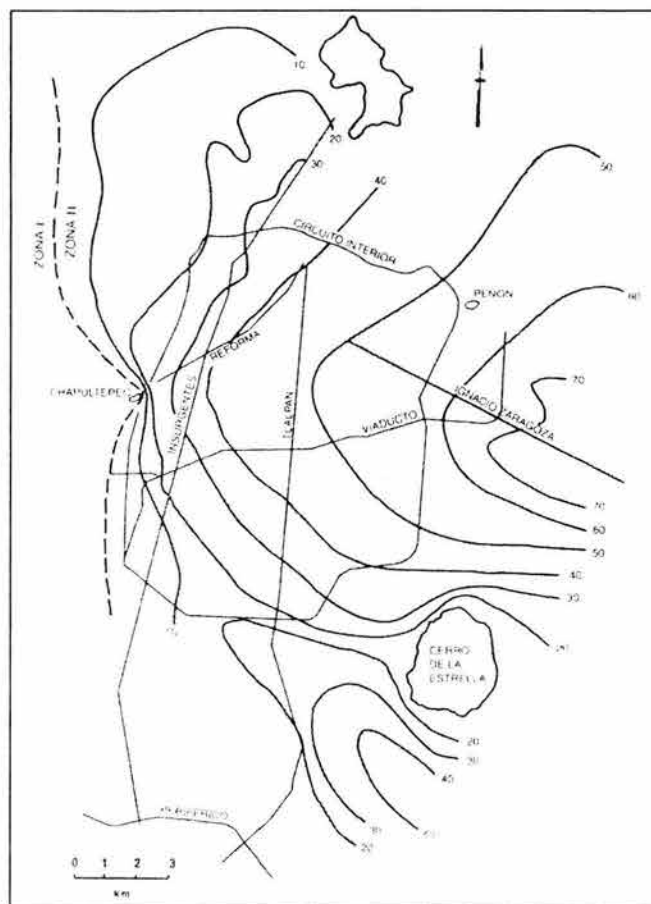 10
20
30
40
50
ZONA I
ZONA II
CIRCUITO INTERIOR
PEÑON
60
REFORMA
CHAPULTEPEC
INSURGENTES
TLALPAN
VIADUCTO
IGNACIO ZARAGOZA
70
70
60
50
40
30
CERRO
DE LA
ESTRELLA
20
30
40
30
20
PERIFERICO
0 1 2 3
km